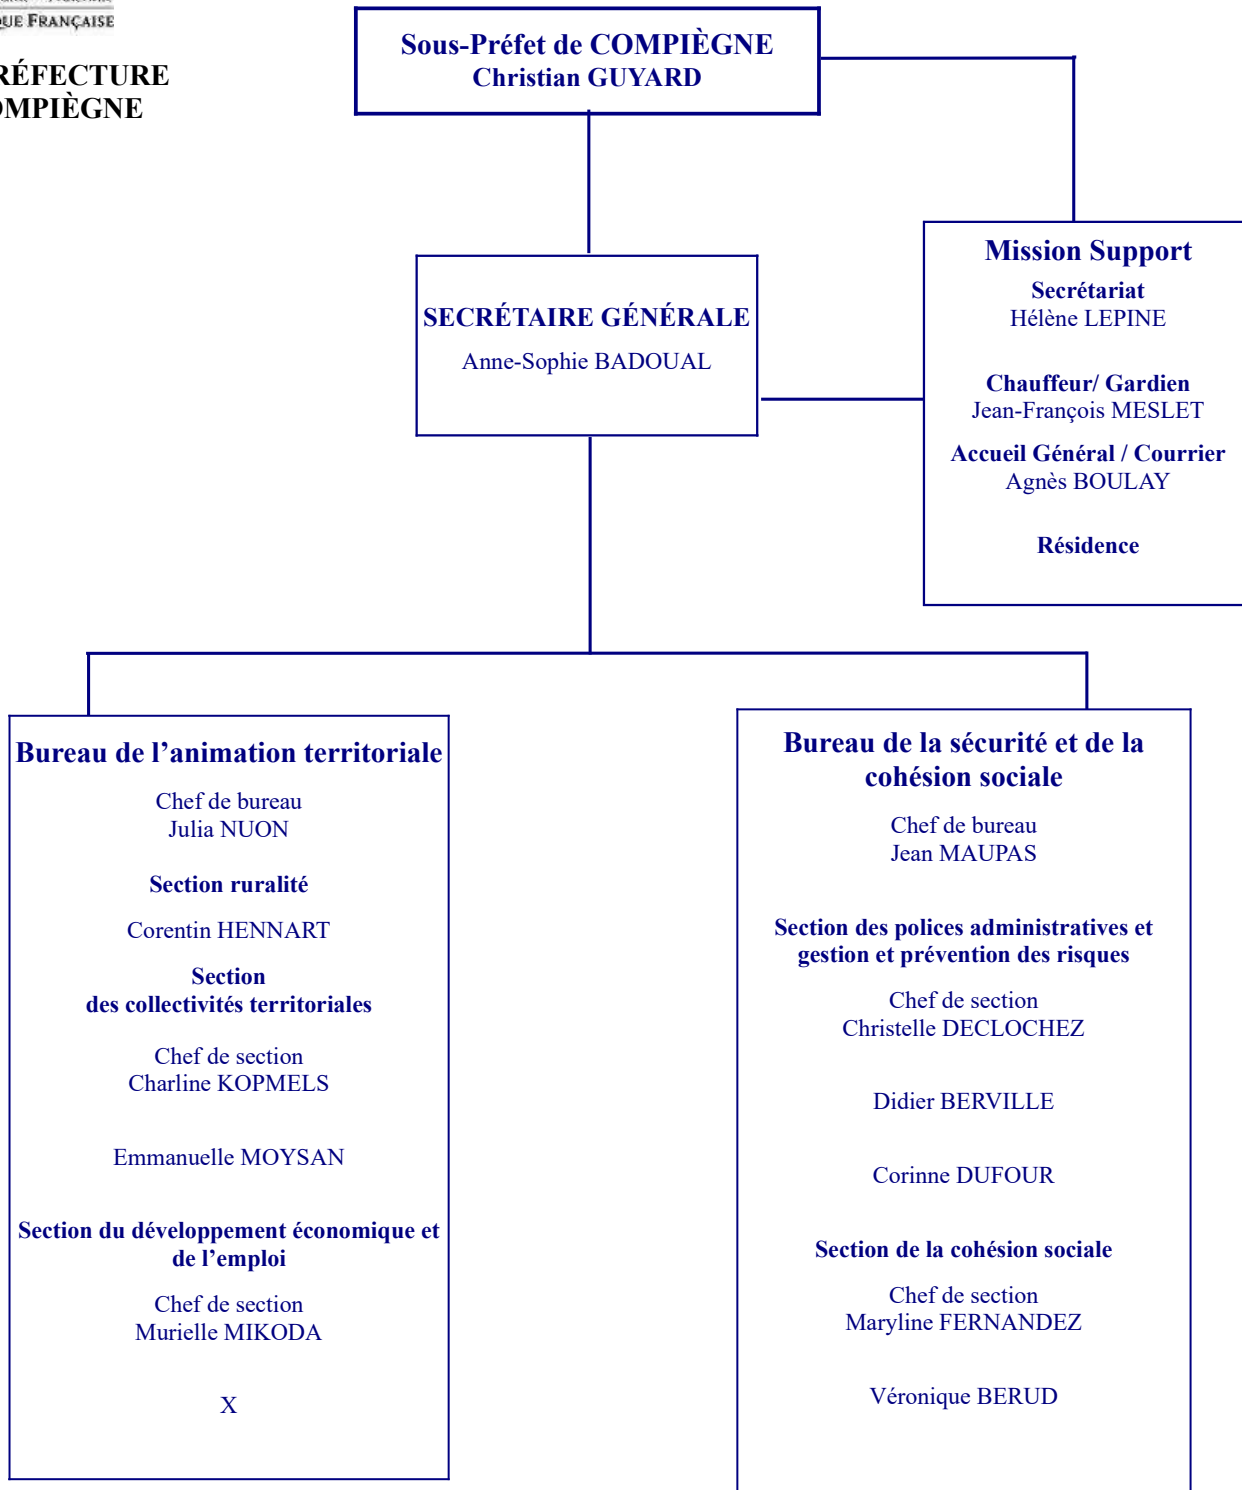 FRANÇAISE
Sous-Préfet de COMPIÈGNE
Christian GUYARD
Mission Support
Secrétariat
Hélène LEPINE
Chauffeur/ Gardien
Jean-François MESLET
Accueil Général / Courrier
Agnès BOULAY
Résidence
SECRÉTAIRE GÉNÉRALE
Anne-Sophie BADOUAL
Bureau de l’animation territoriale
Chef de bureau
Julia NUON
Section ruralité
Corentin HENNART
Section
des collectivités territoriales
Chef de section
Charline KOPMELS
Emmanuelle MOYSAN
Section du développement économique et
de l’emploi
Chef de section
Murielle MIKODA
X
Bureau de la sécurité et de la
cohésion sociale
Chef de bureau
Jean MAUPAS
Section des polices administratives et
gestion et prévention des risques
Chef de section
Christelle DECLOCHEZ
Didier BERVILLE
Corinne DUFOUR
Section de la cohésion sociale
Chef de section
Maryline FERNANDEZ
Véronique BERUD